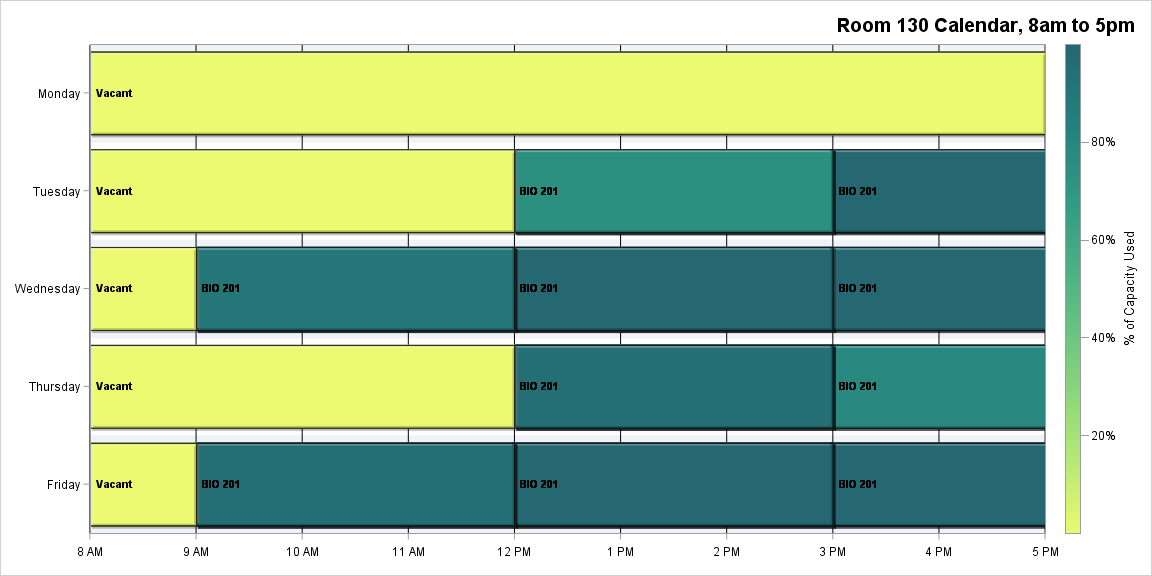 Room 130 Calendar, 8am to 5pm
Monday
Vacant
Tuesday
Vacant
BIO 201
BIO 201
Wednesday
Vacant
BIO 201
BIO 201
BIO 201
Thursday
Vacant
BIO 201
BIO 201
Friday
Vacant
BIO 201
BIO 201
BIO 201
8 AM
9 AM
10 AM
11 AM
12 PM
1 PM
2 PM
3 PM
4 PM
5 PM
80%
60%
40%
20%
% of Capacity Used